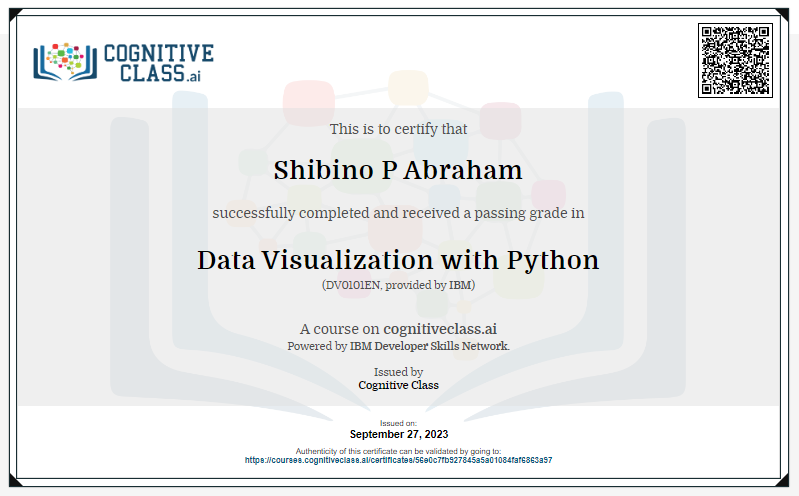 COGNITIVE
CLASS.ai
This is to certify that
Shibino P Abraham
successfully completed and received a passing grade in
Data Visualization with Python
(DV0101EN, provided by IBM)
A course on cognitiveclass.ai
Powered by IBM Developer Skills Network.
Issued by
Cognitive Class
Issued on:
September 27, 2023
Authenticity of this certificate can be validated by going to:
https://courses.cognitiveclass.ai/certificates/56e0c7fb927845a5a01084faf6863a97